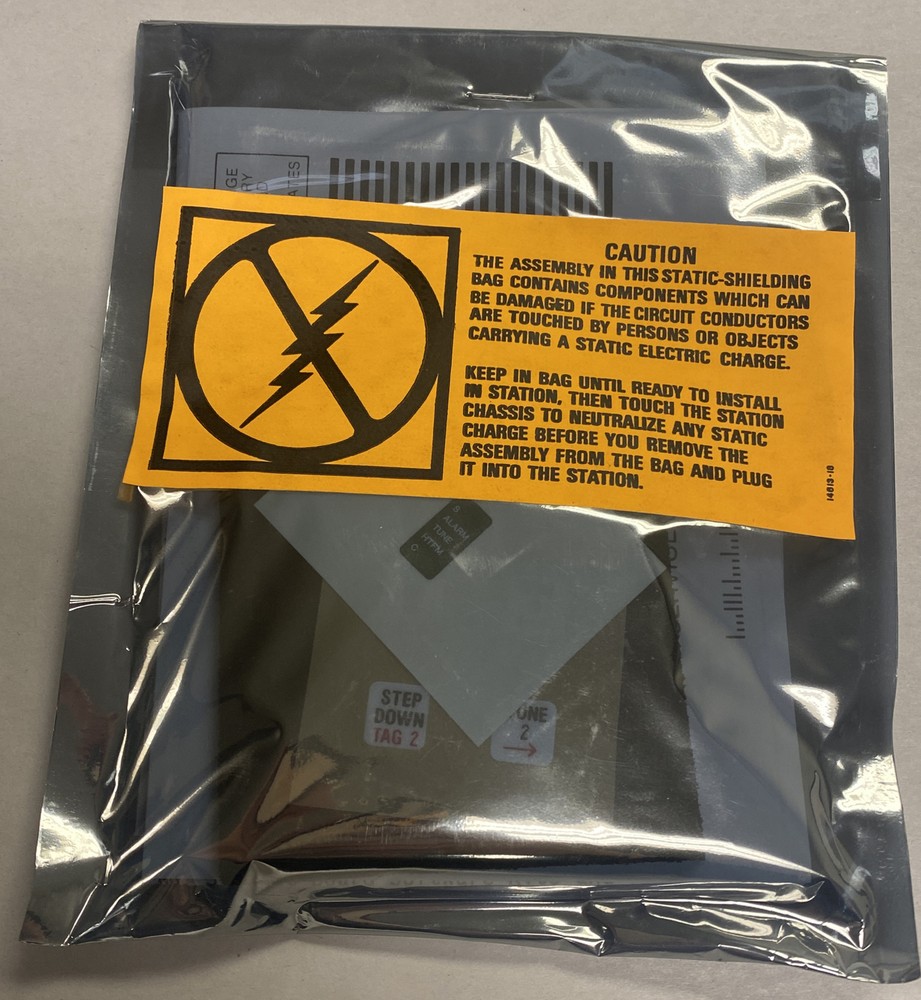 CAUTION
THE ASSEMBLY IN THIS STATIC-SHIELDING
BAG CONTAINS COMPONENTS WHICH CAN
BE DAMAGED IF THE CIRCUIT CONDUCTORS
ARE TOUCHED BY PERSONS OR OBJECTS
CARRYING A STATIC ELECTRIC CHARGE.
KEEP IN BAG UNTIL READY TO INSTALL
IN STATION, THEN TOUCH THE STATION
CHASSIS TO NEUTRALIZE ANY STATIC
CHARGE BEFORE YOU REMOVE THE
ASSEMBLY FROM THE BAG AND PLUG
IT INTO THE STATION.
14613-18
ALARM
TUNE
STEP
DOWN
TAG 2
2